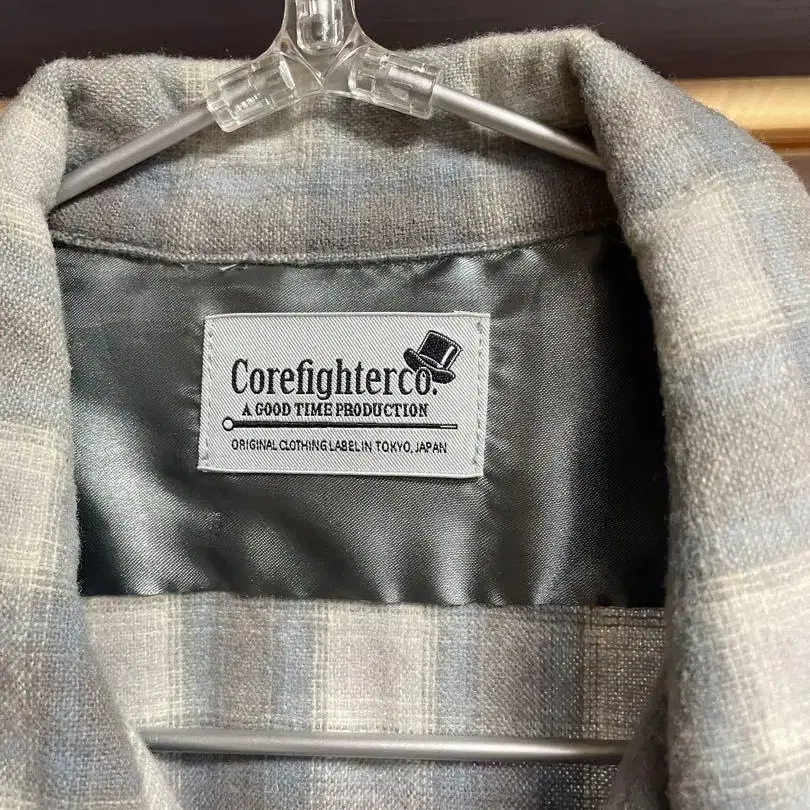 Corefighterco.
A GOOD TIME PRODUCTION
ORIGINAL CLOTHING LABEL IN TOKYO, JAPAN